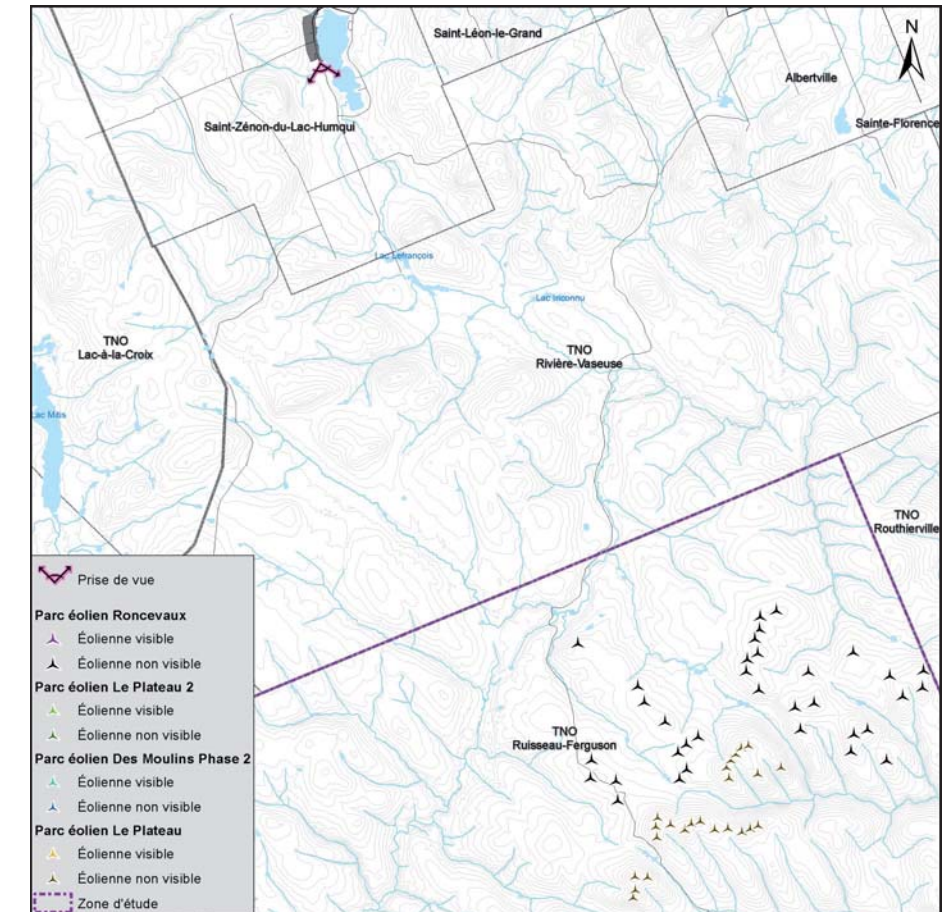 Saint-Léon-le-Grand
N
Albertville
Saint-Zénon-du-Lac-Humqui
Sainte-Florence
Lac Lefrançois
Lac Inconnu
TNO
Lac-à-la-Croix
TNO
Rivière-Vaseuse
Lac Mitis
TNO
Routhierville
TNO
Ruisseau-Ferguson
Prise de vue
Parc éolien Roncevaux
Éolienne visible
Éolienne non visible
Parc éolien Le Plateau 2
Éolienne visible
Éolienne non visible
Parc éolien Des Moulins Phase 2
Éolienne visible
Éolienne non visible
Parc éolien Le Plateau
Éolienne visible
Éolienne non visible
Zone d'étude